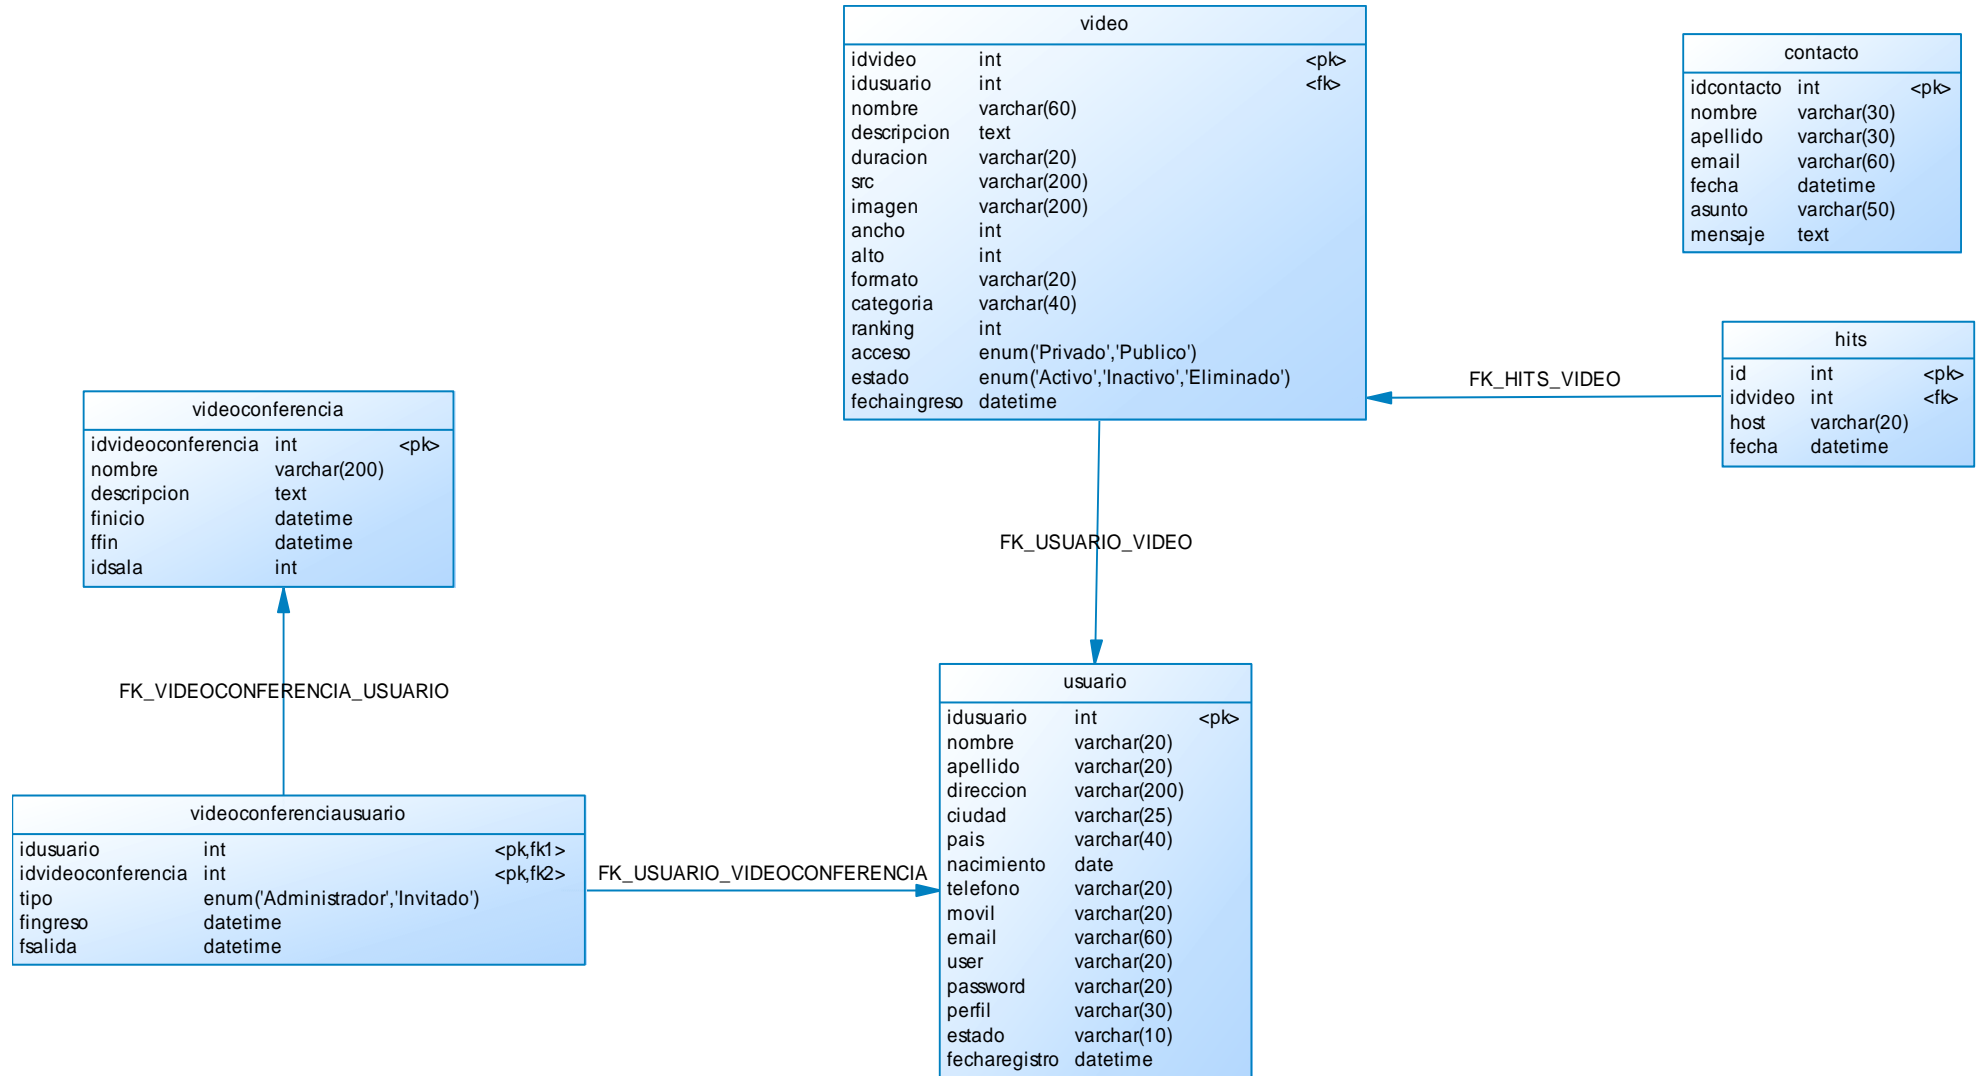 video
idvideo int <pk>
idusuario int <fk>
nombre varchar(60)
descripcion text
duracion varchar(20)
src varchar(200)
imagen varchar(200)
ancho int
alto int
formato varchar(20)
categoria varchar(40)
ranking int
acceso enum('Privado','Publico')
estado enum('Activo','Inactivo','Eliminado')
fechaingreso datetime
contacto
idcontacto int <pk>
nombre varchar(30)
apellido varchar(30)
email varchar(60)
fecha datetime
asunto varchar(50)
mensaje text
hits
id int <pk>
idvideo int <fk>
host varchar(20)
fecha datetime
FK_HITS_VIDEO
videoconferencia
idvideoconferencia int <pk>
nombre varchar(200)
descripcion text
finicio datetime
ffin datetime
idsala int
FK_USUARIO_VIDEO
FK_VIDEOCONFERENCIA_USUARIO
videoconferenciausuario
idusuario int <pk,fk1>
idvideoconferencia int <pk,fk2>
tipo enum('Administrador','Invitado')
fingreso datetime
fsalida datetime
FK_USUARIO_VIDEOCONFERENCIA
usuario
idusuario int <pk>
nombre varchar(20)
apellido varchar(20)
direccion varchar(200)
ciudad varchar(25)
pais varchar(40)
nacimiento date
telefono varchar(20)
movil varchar(20)
email varchar(60)
user varchar(20)
password varchar(20)
perfil varchar(30)
estado varchar(10)
fecharegistro datetime